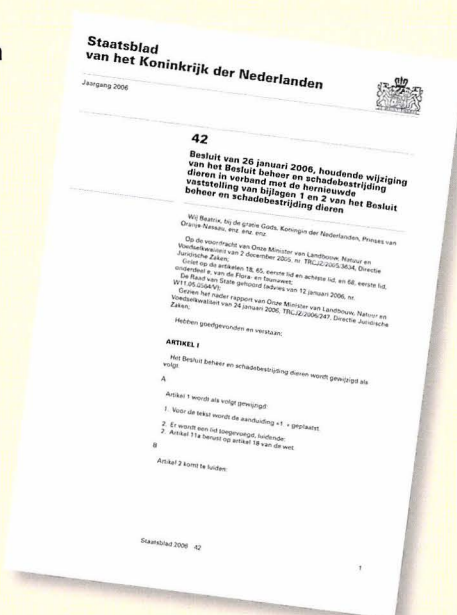 Staatsblad
van het Koninkrijk der Nederlanden
Jaargang 2006
42
Besluit van 26 januari 2006, houdende wijziging
van het Besluit beheer en schadebestrijding
dieren in verband met de hernieuwde
vaststelling van bijlagen 1 en 2 van het Besluit
beheer en schadebestrijding dieren
Wij Beatrix, bij de gratie Gods, Koningin der Nederlanden, Prinses van
Oranje-Nassau, enz. enz. enz.
Op de voordracht van Onze Minister van Landbouw, Natuur en
Voedselkwaliteit van 2 december 2005, nr. TRCJZ/2005/3634, Directie
Juridische Zaken;
Gelet op de artikelen 18, 65, eerste lid en achtste lid, en 68, eerste lid,
onderdeel e, van de Flora- en faunawet;
De Raad van State gehoord (advies van 12 januari 2006, nr.
W11.05.0564/V);
Gezien het nader rapport van Onze Minister van Landbouw, Natuur en
Voedselkwaliteit van 24 januari 2006, TRCJZ/2006/247, Directie Juridische
Zaken;
Hebben goedgevonden en verstaan:
ARTIKEL I
Het Besluit beheer en schadebestrijding dieren wordt gewijzigd als
volgt:
A
Artikel 1 wordt als volgt gewijzigd:
1. Voor de tekst wordt de aanduiding «1. » geplaatst.
2. Er wordt een lid toegevoegd, luidende:
2. Artikel 11a berust op artikel 18 van de wet.
B
Artikel 2 komt te luiden:
Staatsblad 2006 42
1